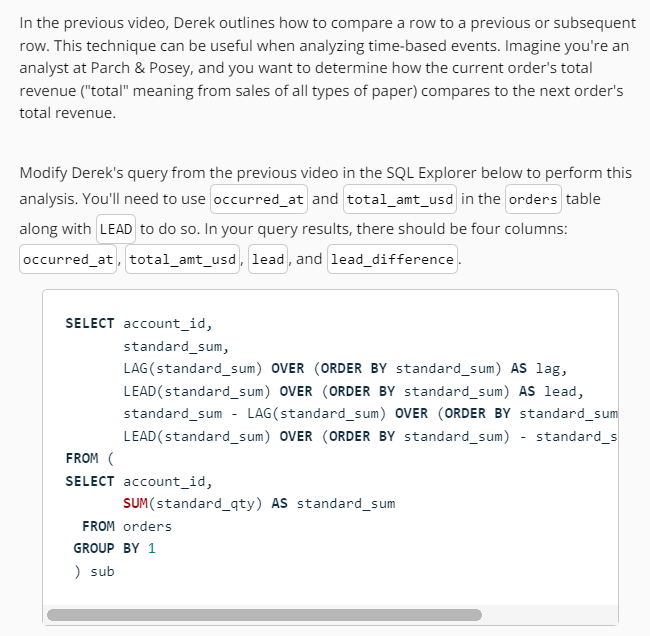 In the previous video, Derek outlines how to compare a row to a previous or subsequent
row. This technique can be useful when analyzing time-based events. Imagine you're an
analyst at Parch & Posey, and you want to determine how the current order's total
revenue ("total" meaning from sales of all types of paper) compares to the next order's
total revenue.
Modify Derek's query from the previous video in the SQL Explorer below to perform this
analysis. You'll need to use occurred_at and total_amt_usd in the orders table
along with LEAD to do so. In your query results, there should be four columns:
occurred_at, total_amt_usd, lead, and lead_difference.
SELECT account_id,
standard_sum,
LAG(standard_sum) OVER (ORDER BY standard_sum) AS lag,
LEAD(standard_sum) OVER (ORDER BY standard_sum) AS lead,
standard_sum - LAG(standard_sum) OVER (ORDER BY standard_sum
LEAD(standard_sum) OVER (ORDER BY standard_sum) - standard_s
FROM (
SELECT account_id,
SUM(standard_qty) AS standard_sum
FROM orders
GROUP BY 1
) sub